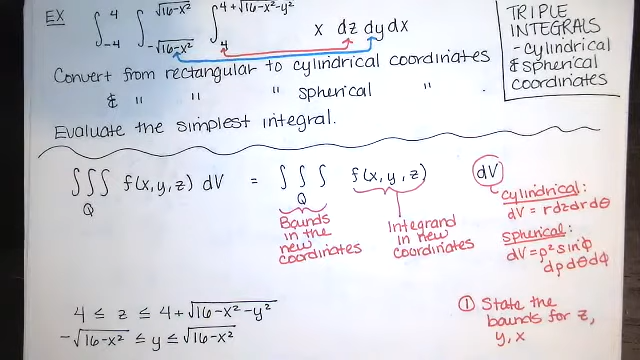 EX ∫_{-4}^{4} ∫_{-√(16-x²)}^{√(16-x²)} ∫_{4}^{4+√(16-x²-y²)} x dz dy dx
TRIPLE
INTEGRALS
- cylindrical
& spherical
coordinates
Convert from rectangular to cylindrical coordinates
& " " " spherical " .
Evaluate the simplest integral.
∫∫∫_Q f(x,y,z) dV = ∫∫∫_Q f(x,y,z) dV
Bounds
in the
new
coordinates
Integrand
in new
coordinates
cylindrical:
dV = r dz dr dθ
spherical:
dV = ρ² sin φ
dρ dθ dφ
4 ≤ z ≤ 4 + √(16-x²-y²)
-√(16-x²) ≤ y ≤ √(16-x²)
① State the
bounds for z,
y, x